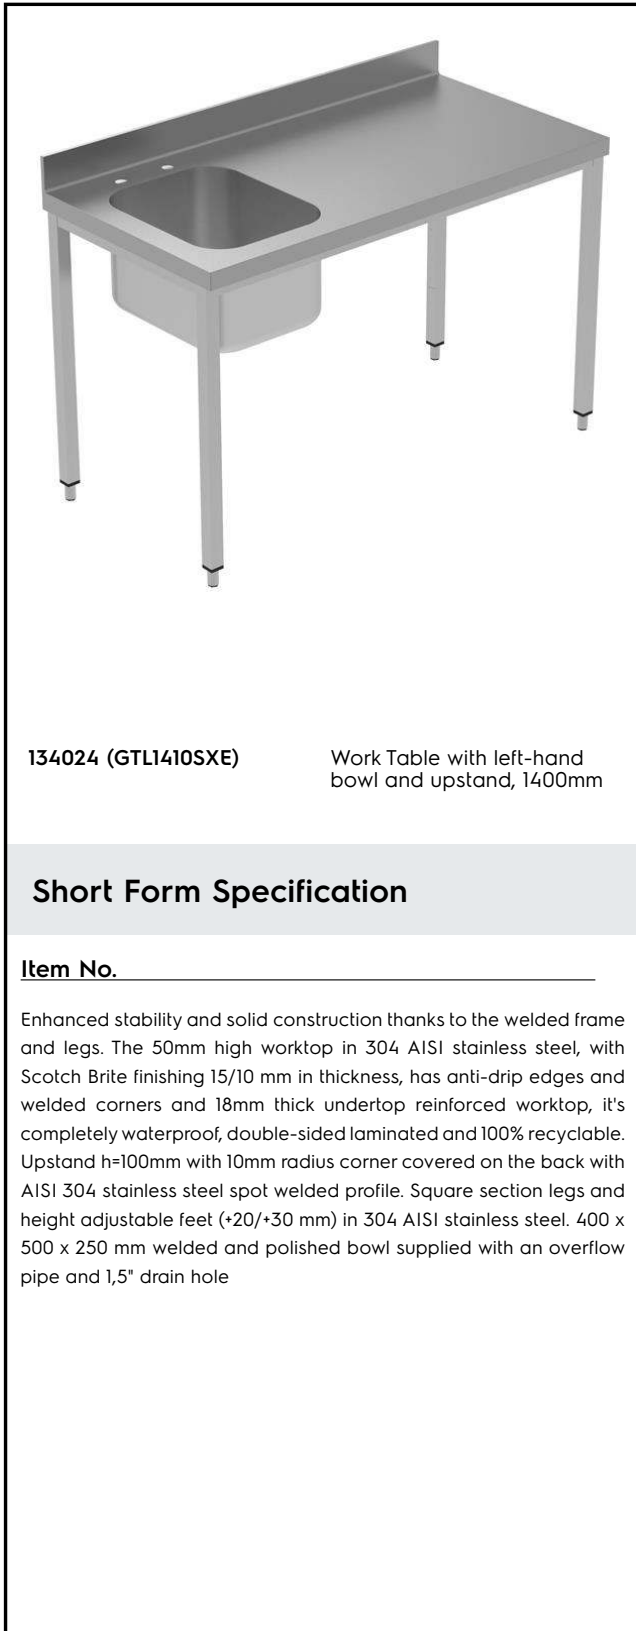 134024 (GTL1410SXE)
Work Table with left-hand
bowl and upstand, 1400mm
Short Form Specification
Item No.
Enhanced stability and solid construction thanks to the welded frame
and legs. The 50mm high worktop in 304 AISI stainless steel, with
Scotch Brite finishing 15/10 mm in thickness, has anti-drip edges and
welded corners and 18mm thick undertop reinforced worktop, it's
completely waterproof, double-sided laminated and 100% recyclable.
Upstand h=100mm with 10mm radius corner covered on the back with
AISI 304 stainless steel spot welded profile. Square section legs and
height adjustable feet (+20/+30 mm) in 304 AISI stainless steel. 400 x
500 x 250 mm welded and polished bowl supplied with an overflow
pipe and 1,5" drain hole